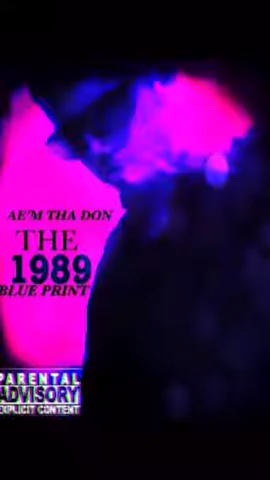 AE'M THA DON
THE
1989
BLUE PRINT
PARENTAL
ADVISORY
EXPLICIT CONTENT